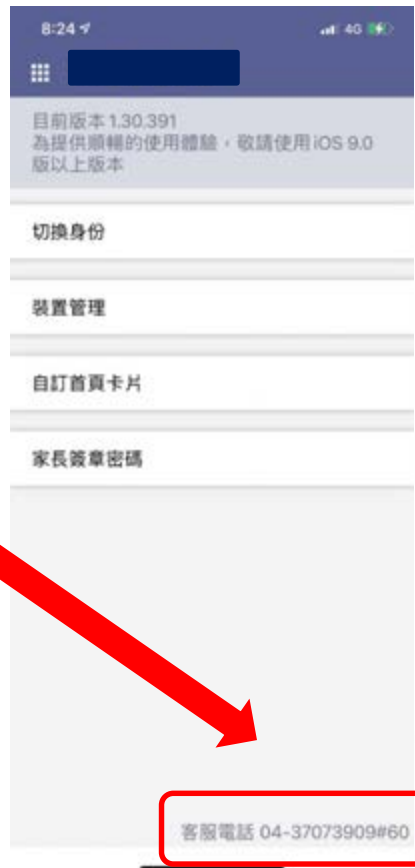 8:24
4G
目前版本 1.30.391
為提供順暢的使用體驗，敬請使用 iOS 9.0
版以上版本
切換身份
裝置管理
自訂首頁卡片
家長簽章密碼
客服電話 04-37073909#60